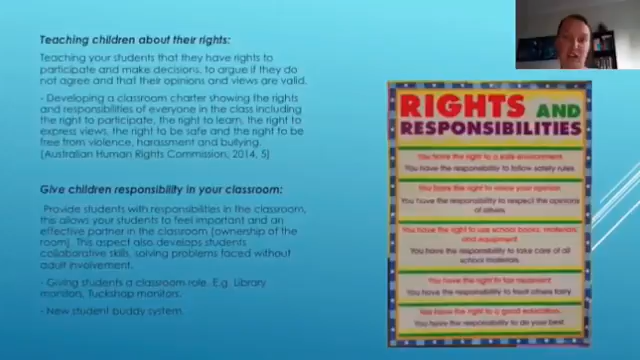 Teaching children about their rights:
Teaching your students that they have rights to
participate and make decisions, to argue if they do
not agree and that their opinions and views are valid.
- Developing a classroom charter showing the rights
and responsibilities of everyone in the class including
the right to participate, the right to learn, the right to
express views, the right to be safe and the right to be
free from violence, harassment and bullying.
(Australian Human Rights Commission, 2014, 5)
Give children responsibility in your classroom:
Provide students with responsibilities in the classroom,
this allows your students to feel important and an
effective partner in the classroom (ownership of the
room). This aspect also develops students
collaborative skills, solving problems faced without
adult involvement.
- Giving students a classroom role. E.g. Library
monitors, Tuckshop monitors.
- New student buddy system.
RIGHTS AND
RESPONSIBILITIES
You have the right to a safe environment.
You have the responsibility to follow safety rules.
You have the right to voice your opinion.
You have the responsibility to respect the opinions
of others.
You have the right to use school books, materials
and equipment.
You have the responsibility to take care of all
school materials.
You have the right to fair treatment.
You have the responsibility to treat others fairly.
You have the right to a good education.
You have the responsibility to do your best.